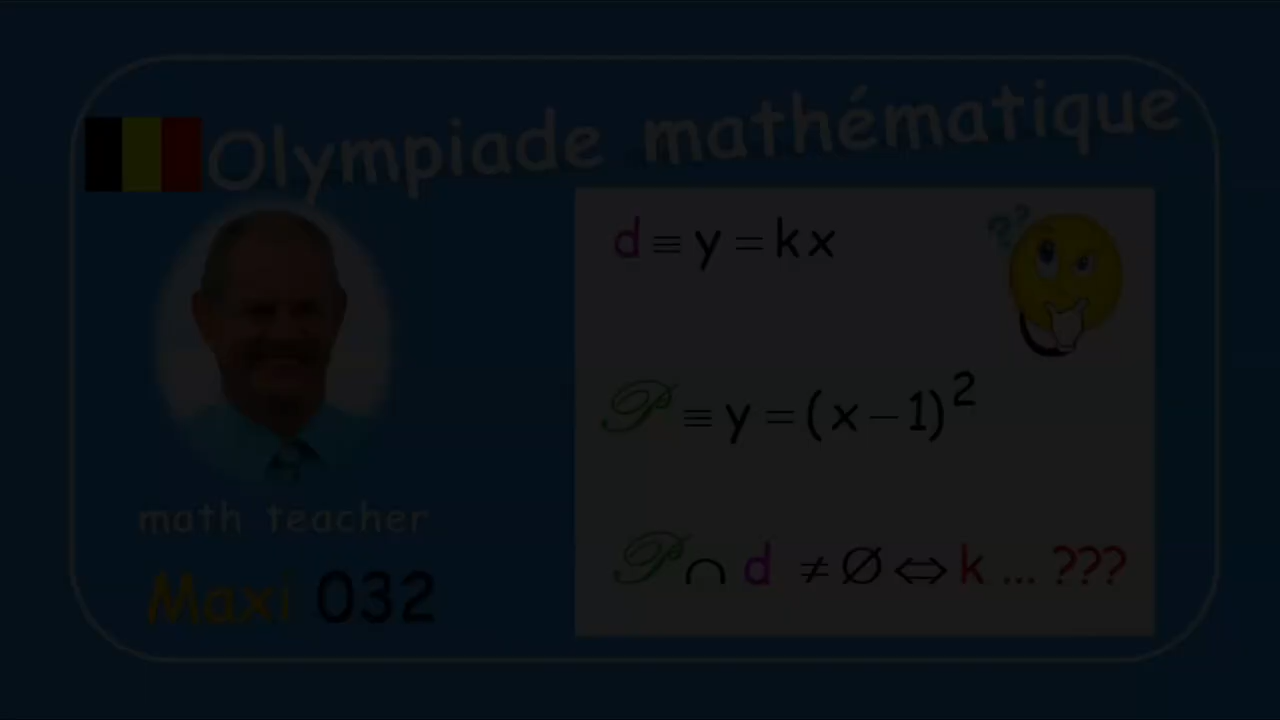 Olympiade mathématique
d ≡ y = kx
??
𝒫 ≡ y = (x − 1)²
math teacher
𝒫 ∩ d ≠ Ø ⇔ k ... ???
Maxi 032